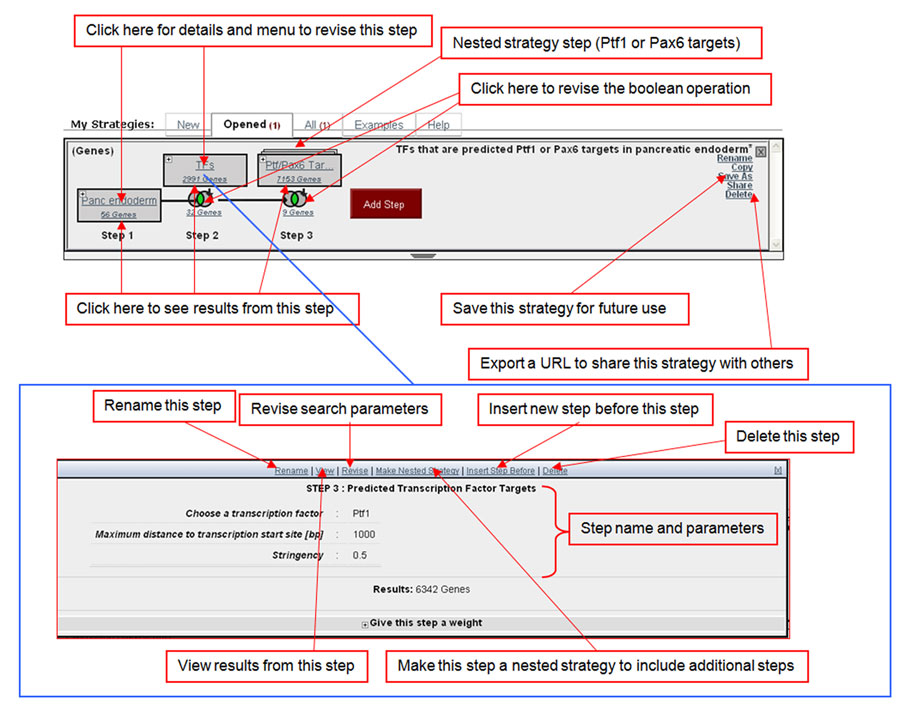 Click here for details and menu to revise this step
Nested strategy step (Ptf1 or Pax6 targets)
Click here to revise the boolean operation
My Strategies:
New
Opened (1)
All (1)
Examples
Help
(Genes)
TFs that are predicted Ptf1 or Pax6 targets in pancreatic endoderm*
Rename
Copy
Save As
Share
Delete
TFs
2991 Genes
Ptf/Pax6 Tar...
7153 Genes
Panc endoderm
56 Genes
32 Genes
9 Genes
Add Step
Step 1
Step 2
Step 3
Click here to see results from this step
Save this strategy for future use
Export a URL to share this strategy with others
Rename this step
Revise search parameters
Insert new step before this step
Delete this step
Rename | View | Revise | Make Nested Strategy | Insert Step Before | Delete
[x]
STEP 3 : Predicted Transcription Factor Targets
Choose a transcription factor : Ptf1
Maximum distance to transcription start site [bp] : 1000
Stringency : 0.5
Step name and parameters
Results: 6342 Genes
Give this step a weight
View results from this step
Make this step a nested strategy to include additional steps